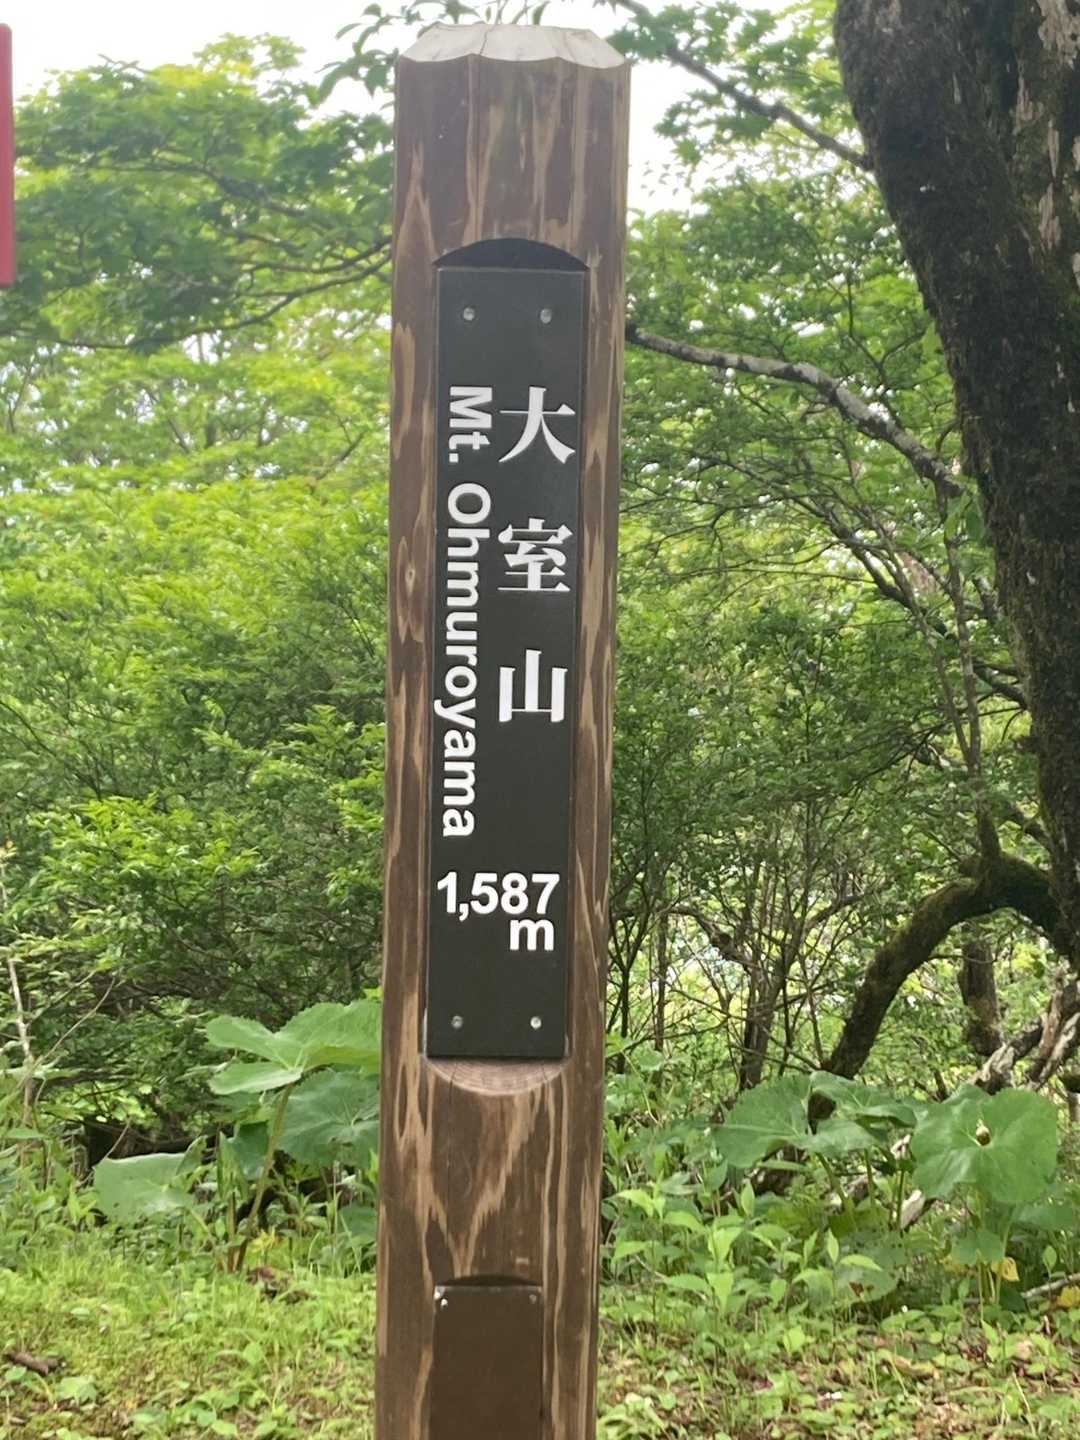 大室山
Mt. Ohmuroyama
1,587
m